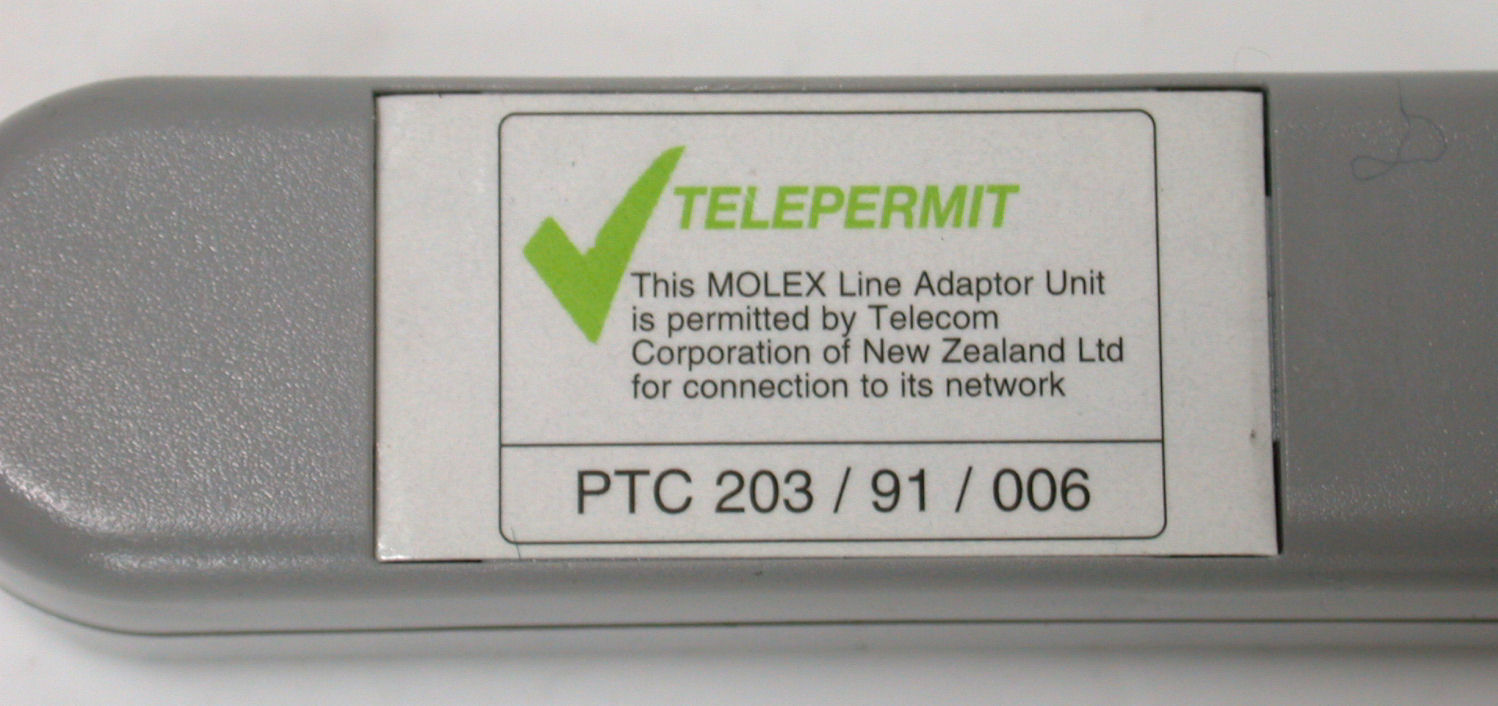 TELEPERMIT
This MOLEX Line Adaptor Unit
is permitted by Telecom
Corporation of New Zealand Ltd
for connection to its network
PTC 203 / 91 / 006